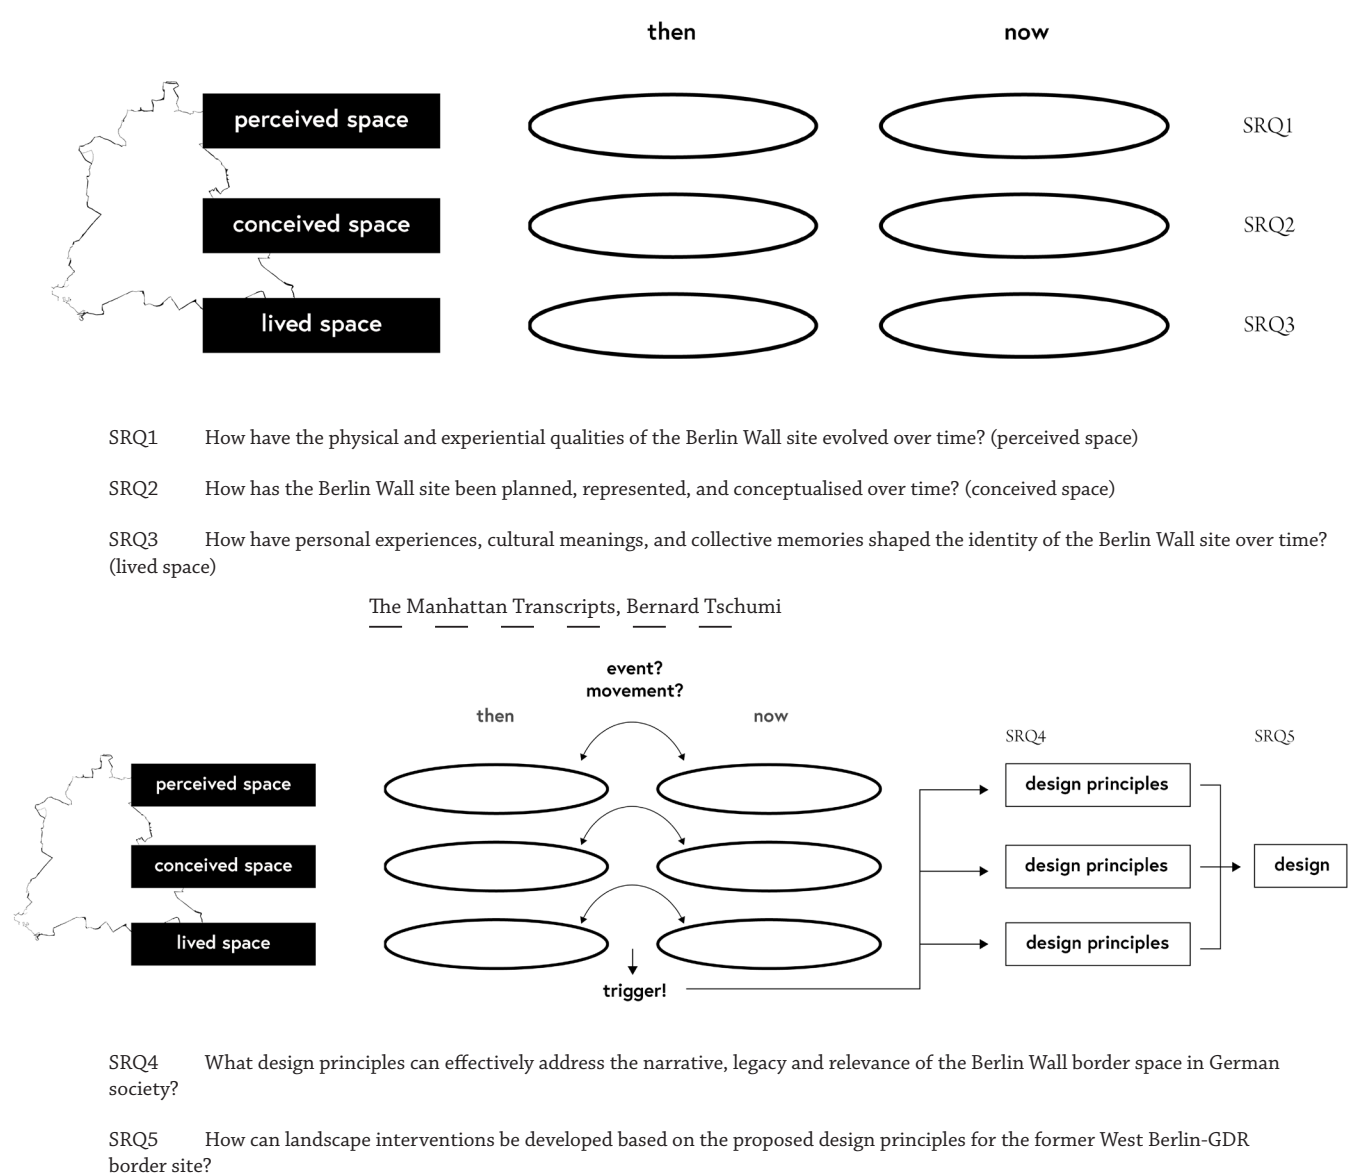 then
now
perceived space
SRQ1
conceived space
SRQ2
lived space
SRQ3
SRQ1 How have the physical and experiential qualities of the Berlin Wall site evolved over time? (perceived space)
SRQ2 How has the Berlin Wall site been planned, represented, and conceptualised over time? (conceived space)
SRQ3 How have personal experiences, cultural meanings, and collective memories shaped the identity of the Berlin Wall site over time?
(lived space)
The Manhattan Transcripts, Bernard Tschumi
event?
movement?
then
now
SRQ4
SRQ5
perceived space
design principles
conceived space
design principles
design
lived space
design principles
trigger!
SRQ4 What design principles can effectively address the narrative, legacy and relevance of the Berlin Wall border space in German
society?
SRQ5 How can landscape interventions be developed based on the proposed design principles for the former West Berlin-GDR
border site?